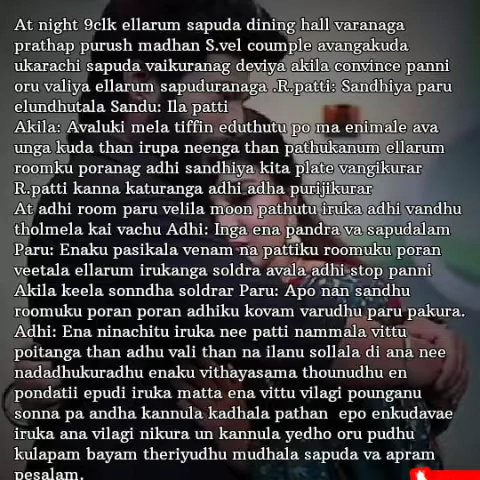 At night 9clk ellarum sapuda dining hall varanaga
prathap purush madhan S.vel coumple avangakuda
ukarachi sapuda vaikuranag deviya akila convince panni
oru valiya ellarum sapuduranaga .R.patti: Sandhiya paru
elundhutala Sandu: Ila patti
Akila: Avaluki mela tiffin eduthutu po ma enimale ava
unga kuda than irupa neenga than pathukanum ellarum
roomku poranag adhi sandhiya kita plate vangikurar
R.patti kanna katuranga adhi adha purijikurar
At adhi room paru velila moon pathutu iruka adhi vandhu
tholmela kai vachu Adhi: Inga ena pandra va sapudalam
Paru: Enaku pasikala venam na pattiku roomuku poran
veetala ellarum irukanga soldra avala adhi stop panni
Akila keela sonndha soldrar Paru: Apo nan sandhu
roomuku poran poran adhiku kovam varudhu paru pakura.
Adhi: Ena ninachitu iruka nee patti nammala vittu
poitanga than adhu vali than na ilanu sollala di ana nee
nadadhukuradhu enaku vithayasama thounudhu en
pondatii epudi iruka matta ena vittu vilagi pounganu
sonna pa andha kannula kadhala pathan epo enkudavae
iruka ana vilagi nikura un kannula yedho oru pudhu
kulapam bayam theriyudhu mudhala sapuda va apram
pesalam.